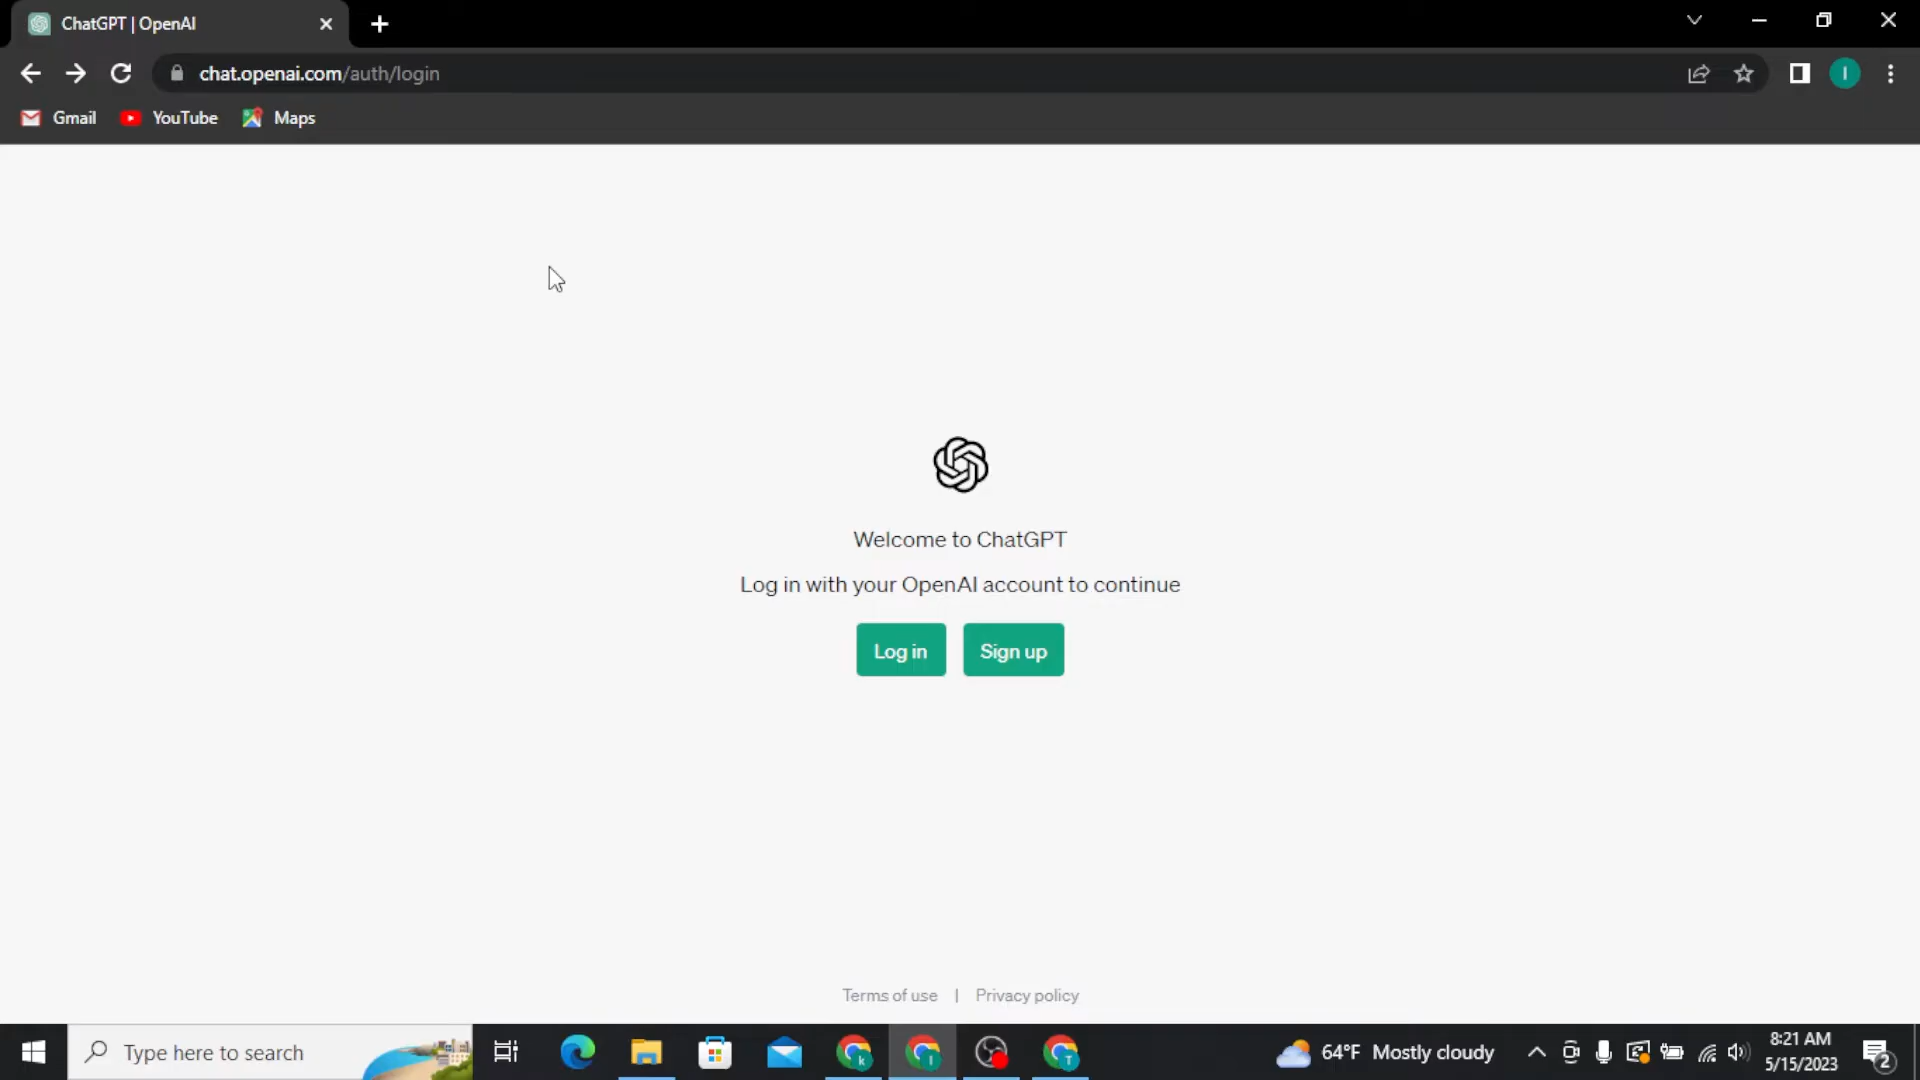 ChatGPT | OpenAI
chat.openai.com/auth/login
I
Gmail
YouTube
Maps
Welcome to ChatGPT
Log in with your OpenAI account to continue
Log in
Sign up
Terms of use | Privacy policy
Type here to search
k
I
T
64°F Mostly cloudy
8:21 AM
5/15/2023
2